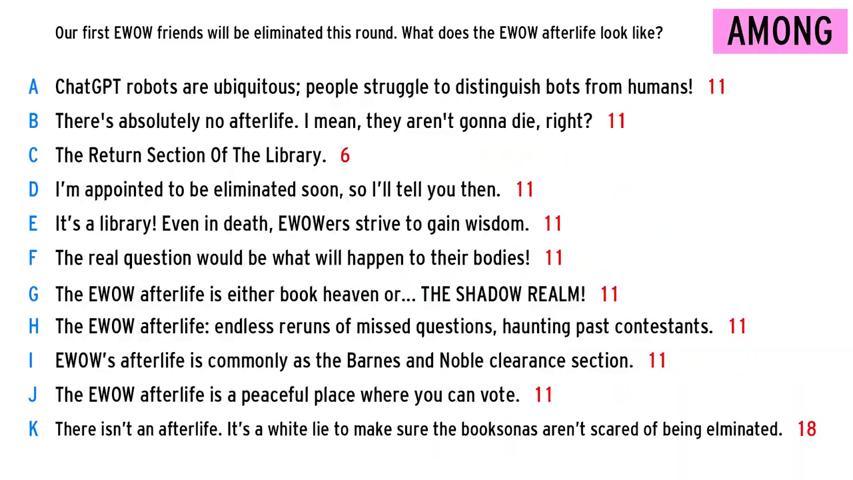 Our first EWOW friends will be eliminated this round. What does the EWOW afterlife look like?
AMONG
A ChatGPT robots are ubiquitous; people struggle to distinguish bots from humans! 11
B There's absolutely no afterlife. I mean, they aren't gonna die, right? 11
C The Return Section Of The Library. 6
D I’m appointed to be eliminated soon, so I’ll tell you then. 11
E It’s a library! Even in death, EWOWers strive to gain wisdom. 11
F The real question would be what will happen to their bodies! 11
G The EWOW afterlife is either book heaven or... THE SHADOW REALM! 11
H The EWOW afterlife: endless reruns of missed questions, haunting past contestants. 11
I EWOW’s afterlife is commonly as the Barnes and Noble clearance section. 11
J The EWOW afterlife is a peaceful place where you can vote. 11
K There isn’t an afterlife. It’s a white lie to make sure the booksonas aren’t scared of being elminated. 18